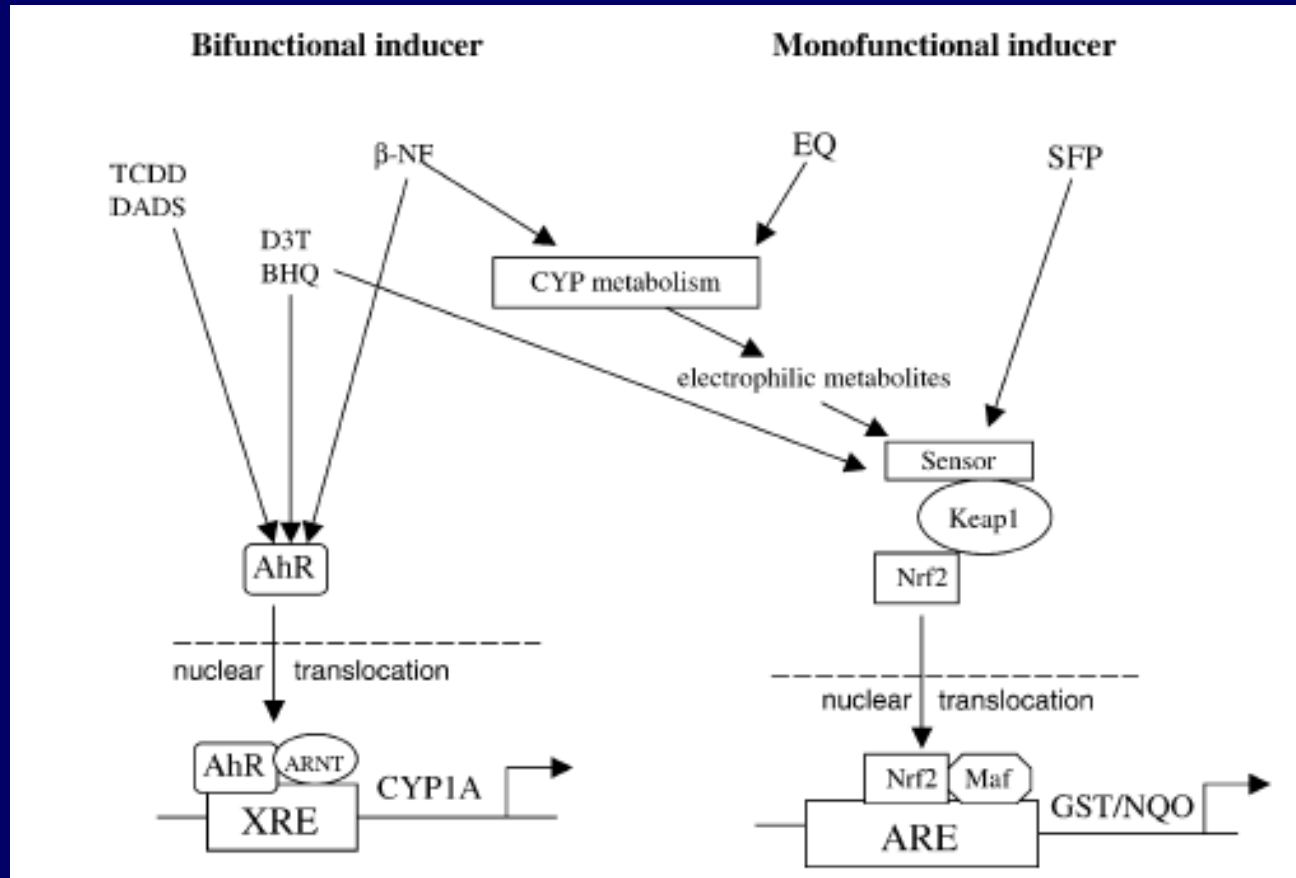 Bifunctional inducer
Monofunctional inducer
TCDD
DADS
β-NF
EQ
SFP
D3T
BHQ
CYP metabolism
electrophilic metabolites
Sensor
Keap1
Nrf2
AhR
nuclear translocation
nuclear translocation
AhR
ARNT
CYP1A
XRE
Nrf2
Maf
GST/NQO
ARE